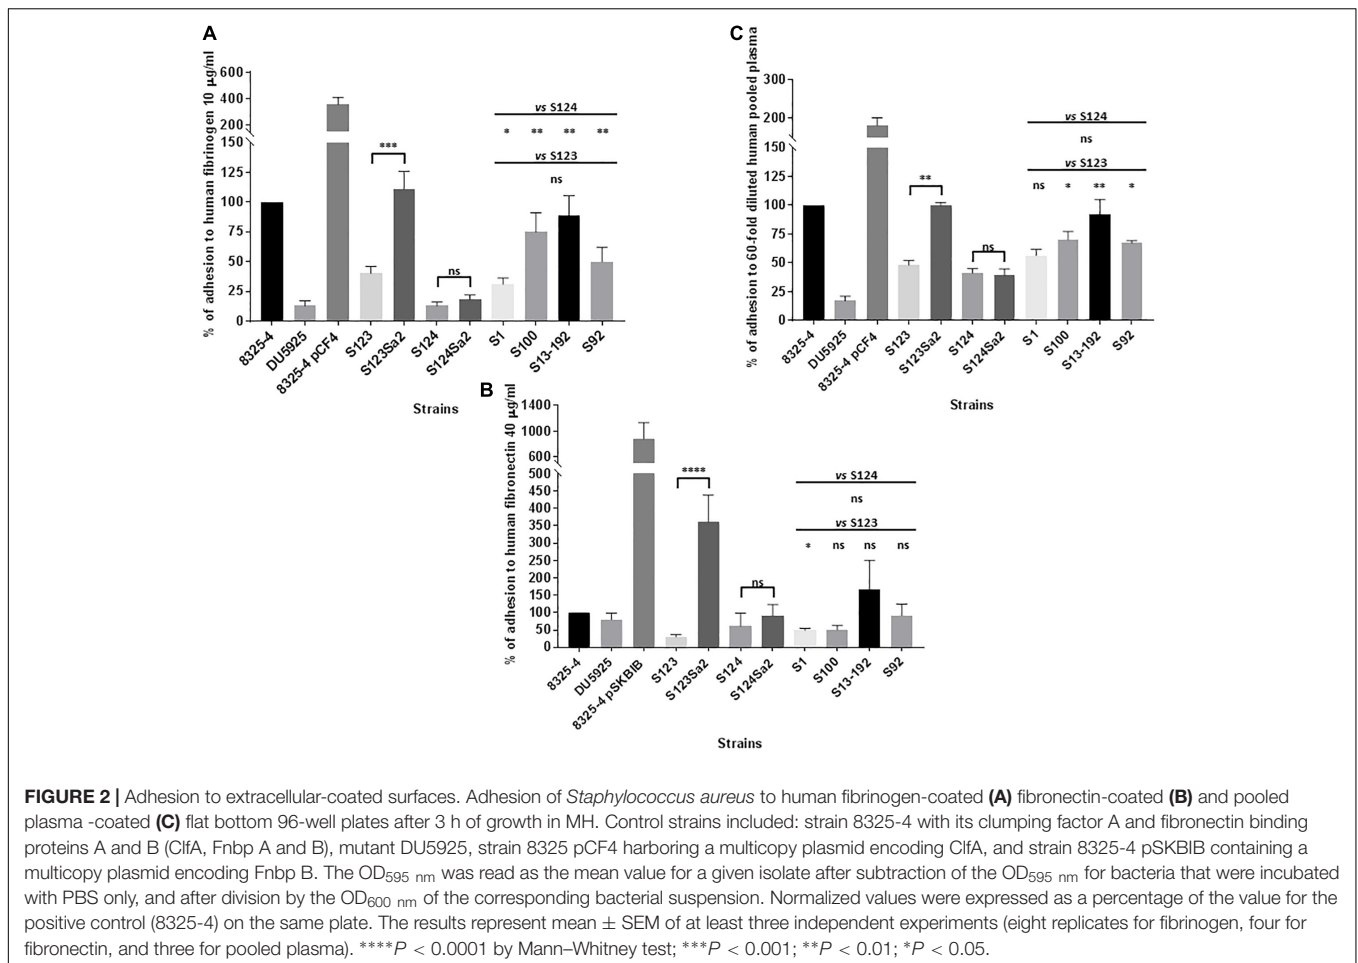 A
% of adhesion to human fibrinogen 10 µg/ml
600
400
200
150
125
100
75
50
25
0
***
ns
vs S124
* ** ** **
vs S123
ns
8325-4
DU5925
8325-4 pCF4
S123
S123Sa2
S124
S124Sa2
S1
S100
S13-192
S92
Strains
C
% of adhesion to 60-fold diluted human pooled plasma
300
200
150
100
75
50
25
0
**
ns
vs S124
ns
vs S123
ns * ** *
8325-4
DU5925
8325-4 pCF4
S123
S123Sa2
S124
S124Sa2
S1
S100
S13-192
S92
Strains
B
% of adhesion to human fibronectin 40 µg/ml
1400
1000
600
500
450
400
350
300
250
200
150
100
50
0
****
ns
vs S124
ns
vs S123
* ns ns ns
8325-4
DU5925
8325-4 pSKBIB
S123
S123Sa2
S124
S124Sa2
S1
S100
S13-192
S92
Strains
FIGURE 2 | Adhesion to extracellular-coated surfaces. Adhesion of Staphylococcus aureus to human fibrinogen-coated (A) fibronectin-coated (B) and pooled
plasma -coated (C) flat bottom 96-well plates after 3 h of growth in MH. Control strains included: strain 8325-4 with its clumping factor A and fibronectin binding
proteins A and B (ClfA, Fnbp A and B), mutant DU5925, strain 8325 pCF4 harboring a multicopy plasmid encoding ClfA, and strain 8325-4 pSKBIB containing a
multicopy plasmid encoding Fnbp B. The OD595 nm was read as the mean value for a given isolate after subtraction of the OD595 nm for bacteria that were incubated
with PBS only, and after division by the OD600 nm of the corresponding bacterial suspension. Normalized values were expressed as a percentage of the value for the
positive control (8325-4) on the same plate. The results represent mean ± SEM of at least three independent experiments (eight replicates for fibrinogen, four for
fibronectin, and three for pooled plasma). ****P < 0.0001 by Mann–Whitney test; ***P < 0.001; **P < 0.01; *P < 0.05.